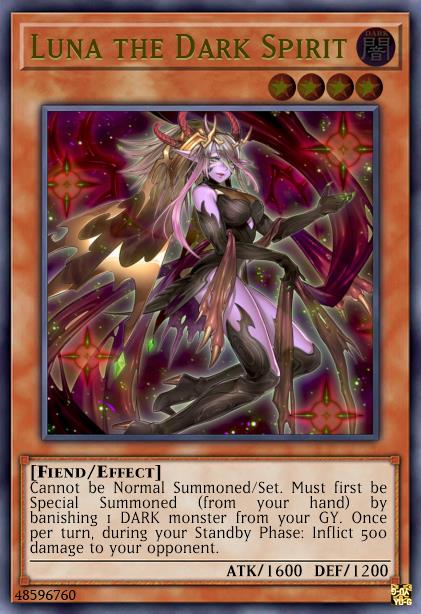 Luna the Dark Spirit
DARK
闇
[Fiend/Effect]
Cannot be Normal Summoned/Set. Must first be
Special Summoned (from your hand) by
banishing 1 DARK monster from your GY. Once
per turn, during your Standby Phase: Inflict 500
damage to your opponent.
ATK/1600 DEF/1200
48596760